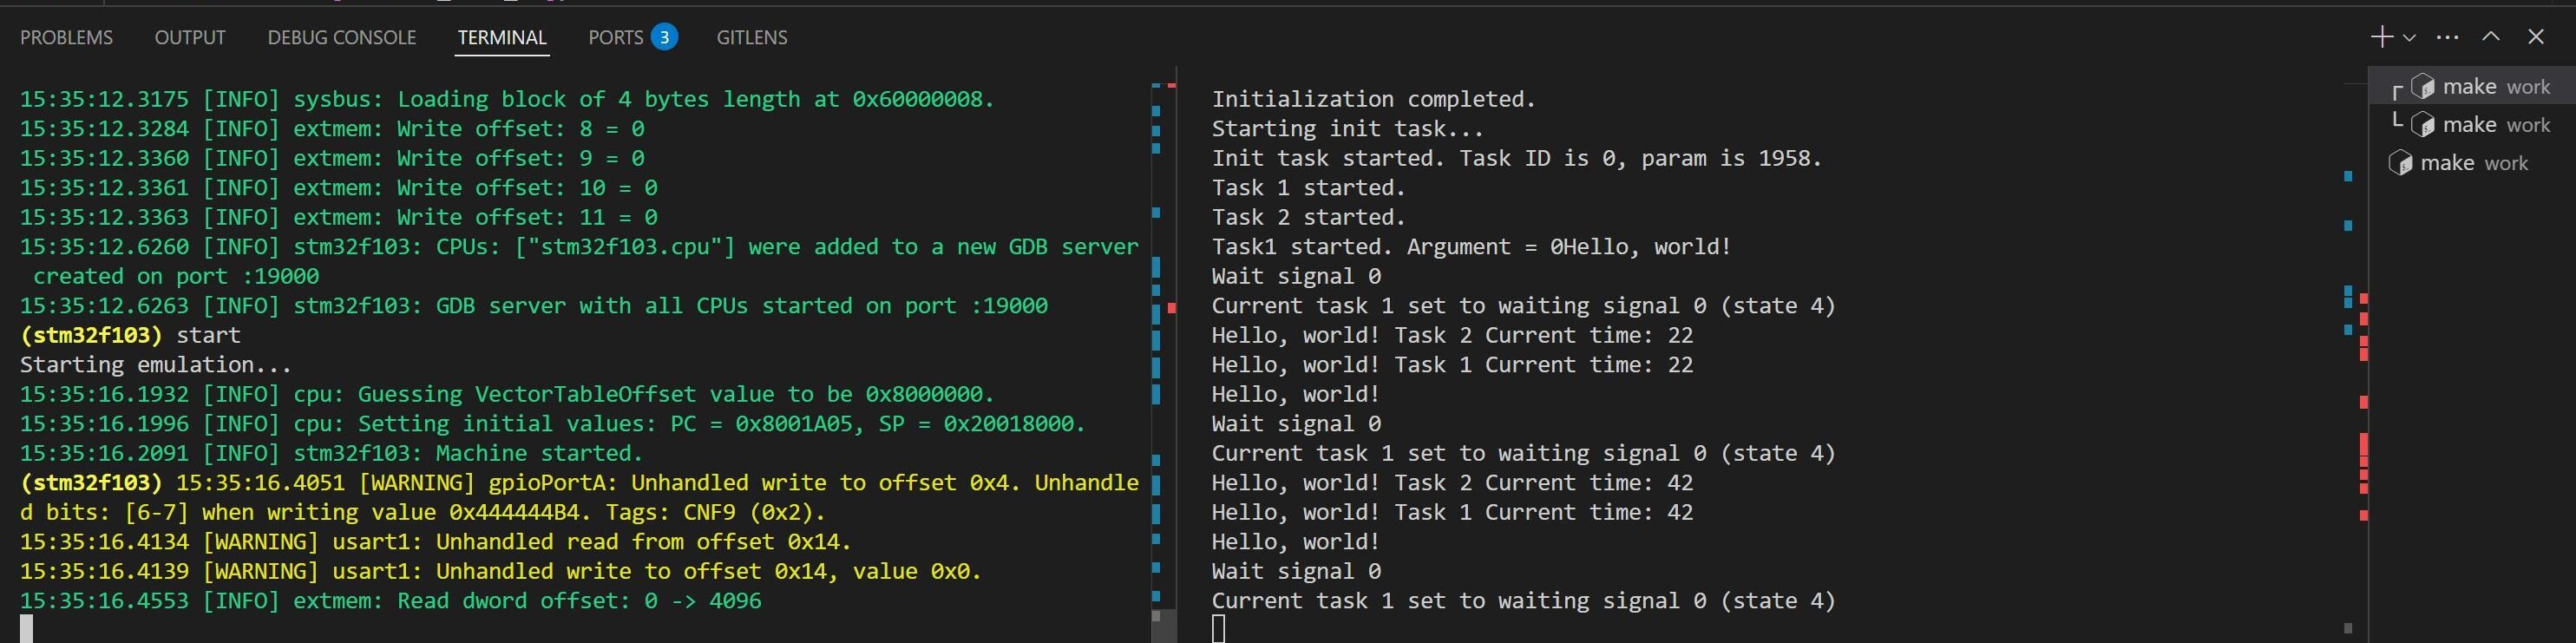 PROBLEMS OUTPUT DEBUG CONSOLE TERMINAL PORTS 3 GITLENS
15:35:12.3175 [INFO] sysbus: Loading block of 4 bytes length at 0x60000008.
15:35:12.3284 [INFO] extmem: Write offset: 8 = 0
15:35:12.3360 [INFO] extmem: Write offset: 9 = 0
15:35:12.3361 [INFO] extmem: Write offset: 10 = 0
15:35:12.3363 [INFO] extmem: Write offset: 11 = 0
15:35:12.6260 [INFO] stm32f103: CPUs: ["stm32f103.cpu"] were added to a new GDB server
created on port :19000
15:35:12.6263 [INFO] stm32f103: GDB server with all CPUs started on port :19000
(stm32f103) start
Starting emulation...
15:35:16.1932 [INFO] cpu: Guessing VectorTableOffset value to be 0x8000000.
15:35:16.1996 [INFO] cpu: Setting initial values: PC = 0x8001A05, SP = 0x20018000.
15:35:16.2091 [INFO] stm32f103: Machine started.
(stm32f103) 15:35:16.4051 [WARNING] gpioPortA: Unhandled write to offset 0x4. Unhandle
d bits: [6-7] when writing value 0x444444B4. Tags: CNF9 (0x2).
15:35:16.4134 [WARNING] usart1: Unhandled read from offset 0x14.
15:35:16.4139 [WARNING] usart1: Unhandled write to offset 0x14, value 0x0.
15:35:16.4553 [INFO] extmem: Read dword offset: 0 -> 4096
Initialization completed.
Starting init task...
Init task started. Task ID is 0, param is 1958.
Task 1 started.
Task 2 started.
Task1 started. Argument = 0Hello, world!
Wait signal 0
Current task 1 set to waiting signal 0 (state 4)
Hello, world! Task 2 Current time: 22
Hello, world! Task 1 Current time: 22
Hello, world!
Wait signal 0
Current task 1 set to waiting signal 0 (state 4)
Hello, world! Task 2 Current time: 42
Hello, world! Task 1 Current time: 42
Hello, world!
Wait signal 0
Current task 1 set to waiting signal 0 (state 4)
make work
make work
make work